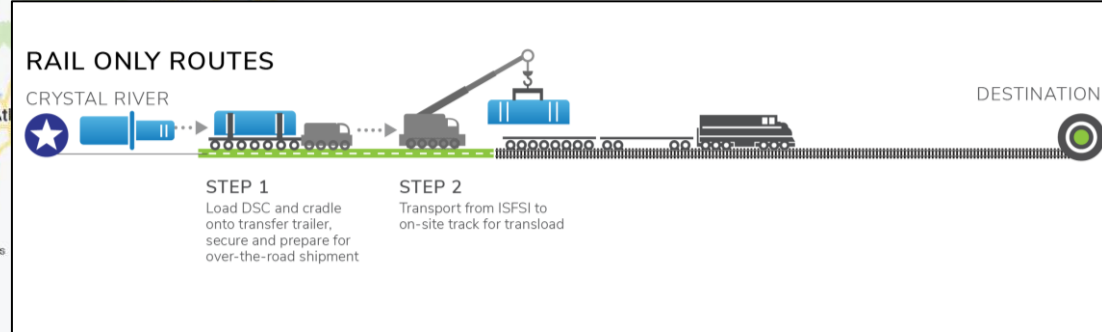 RAIL ONLY ROUTES
CRYSTAL RIVER
DESTINATION
STEP 1
Load DSC and cradle
onto transfer trailer,
secure and prepare for
over-the-road shipment
STEP 2
Transport from ISFSI to
on-site track for transload